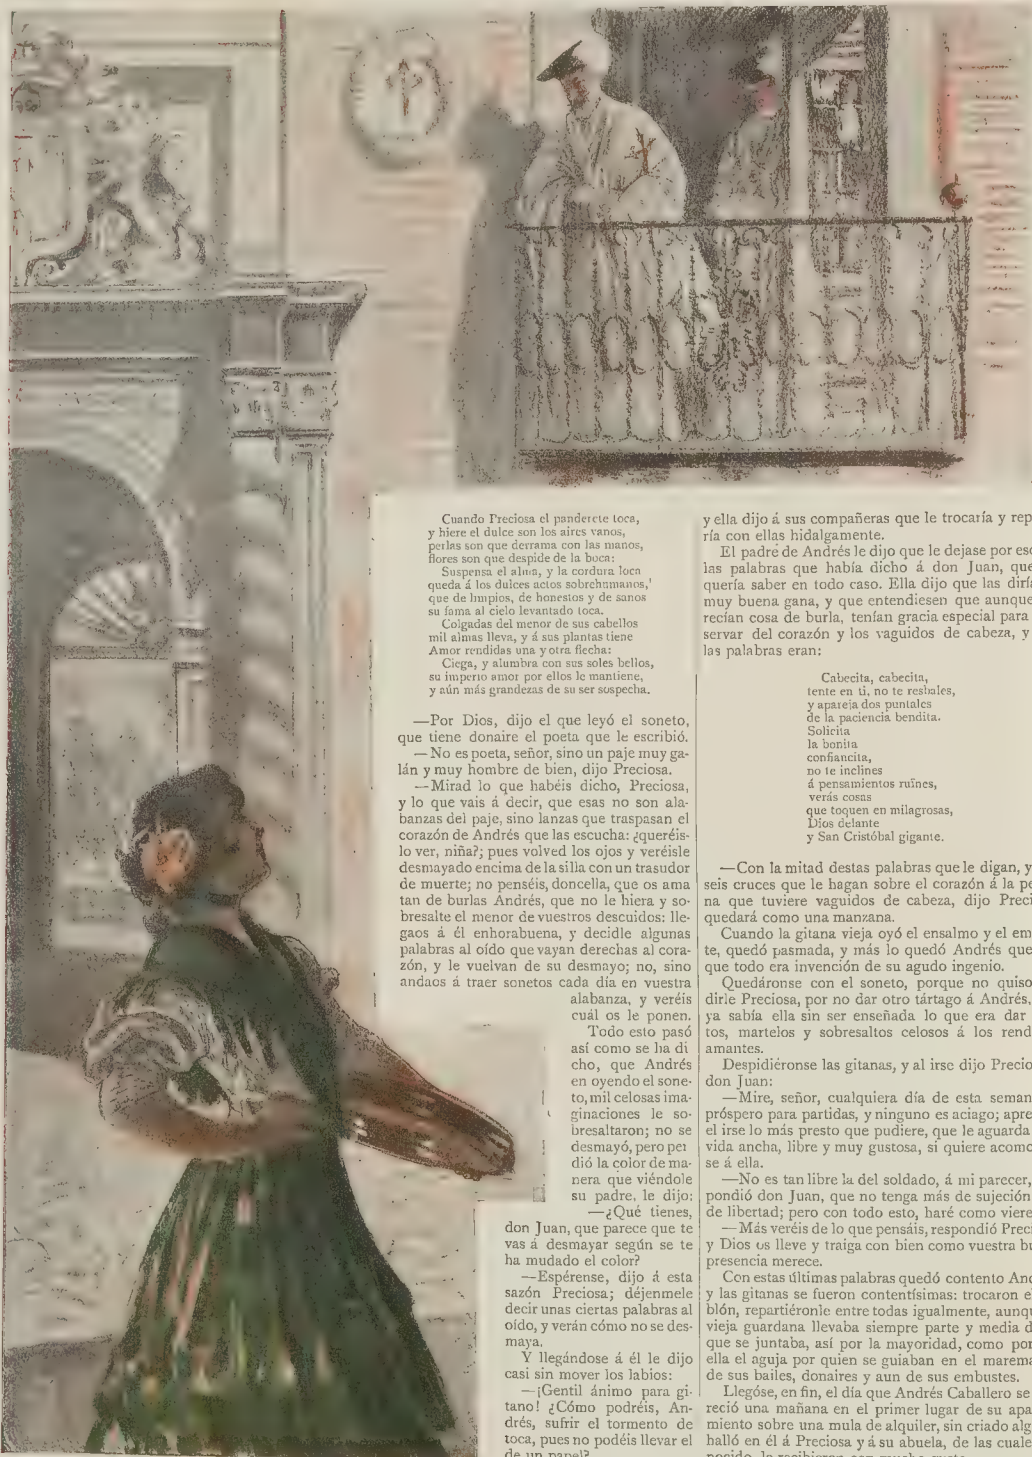 Cuando Preciosa el panderete toca,
y hiere el dulce son los aires vanos,
perlas son que derrama con las manos,
flores son que despide de la boca:
Suspensa el alma, y la cordura loca
queda á los dulces actos sobrehumanos,
que de limpios, de honestos y de sanos
su fama al cielo levantado toca.
Colgadas del menor de sus cabellos
mil almas lleva, y á sus plantas tiene
Amor rendidas una y otra flecha:
Ciega, y alumbra con sus soles bellos,
su imperio amor por ellos le mantiene,
y aún más grandezas de su ser sospecha.
—Por Dios, dijo el que leyó el soneto,
que tiene donaire el poeta que le escribió.
—No es poeta, señor, sino un paje muy ga-
lán y muy hombre de bien, dijo Preciosa.
—Mirad lo que habéis dicho, Preciosa,
y lo que vais á decir, que esas no son ala-
banzas del paje, sino lanzas que traspasan el
corazón de Andrés que las escucha: ¿queréis-
lo ver, niña?; pues volved los ojos y veréisle
desmayado encima de la silla con un trasudor
de muerte; no penséis, doncella, que os ama
tan de burlas Andrés, que no le hiera y so-
bresalte el menor de vuestros descuidos: lle-
gaos á él enhorabuena, y decidle algunas
palabras al oído que vayan derechas al cora-
zón, y le vuelvan de su desmayo; no, sino
andaos á traer sonetos cada día en vuestra
alabanza, y veréis
cuál os le ponen.
Todo esto pasó
así como se ha di
cho, que Andrés
en oyendo el sone-
to, mil celosas ima-
ginaciones le so-
bresaltaron; no se
desmayó, pero per
dió la color de ma-
nera que viéndole
su padre, le dijo:
—¿Qué tienes,
don Juan, que parece que te
vas á desmayar según se te
ha mudado el color?
—Espérense, dijo á esta
sazón Preciosa; déjenmele
decir unas ciertas palabras al
oído, y verán cómo no se des-
maya.
Y llegándose á él le dijo
casi sin mover los labios:
—¡Gentil ánimo para gi-
tano! ¿Cómo podréis, An-
drés, sufrir el tormento de
toca, pues no podéis llevar el
de un papel?
y ella dijo á sus compañeras que le trocaría y rep
ría con ellas hidalgamente.
El padre de Andrés le dijo que le dejase por esc
las palabras que había dicho á don Juan, que
quería saber en todo caso. Ella dijo que las diría
muy buena gana, y que entendiesen que aunque
recían cosa de burla, tenían gracia especial para
servar del corazón y los vaguidos de cabeza, y
las palabras eran:
Cabecita, cabecita,
tente en ti, no te resbales,
y apareja dos puntales
de la paciencia bendita.
Solicita
la bonita
confiancita,
no te inclines
á pensamientos ruïnes,
verás cosas
que toquen en milagrosas,
Dios delante
y San Cristóbal gigante.
—Con la mitad destas palabras que le digan, y
seis cruces que le hagan sobre el corazón á la pe
na que tuviere vaguidos de cabeza, dijo Preci
quedará como una manzana.
Cuando la gitana vieja oyó el ensalmo y el em
te, quedó pasmada, y más lo quedó Andrés que
que todo era invención de su agudo ingenio.
Quedáronse con el soneto, porque no quiso
dirle Preciosa, por no dar otro tártago á Andrés,
ya sabía ella sin ser enseñada lo que era dar
tos, martelos y sobresaltos celosos á los rend
amantes.
Despidiéronse las gitanas, y al irse dijo Precio
don Juan:
—Mire, señor, cualquiera día de esta seman
próspero para partidas, y ninguno es aciago; apre
el irse lo más presto que pudiere, que le aguarda
vida ancha, libre y muy gustosa, si quiere acomo
se á ella.
—No es tan libre la del soldado, á mi parecer,
pondió don Juan, que no tenga más de sujeción
de libertad; pero con todo esto, haré como viere
—Más veréis de lo que pensáis, respondió Prec
y Dios os lleve y traiga con bien como vuestra bu
presencia merece.
Con estas últimas palabras quedó contento And
y las gitanas se fueron contentísimas: trocaron e
blón, repartiéronle entre todas igualmente, aunqu
vieja guardana llevaba siempre parte y media d
que se juntaba, así por la mayoridad, como por
ella el aguja por quien se guiaban en el marema
de sus bailes, donaires y aun de sus embustes.
Llegóse, en fin, el día que Andrés Caballero se
reció una mañana en el primer lugar de su apa
miento sobre una mula de alquiler, sin criado alg
halló en él á Preciosa y á su abuela, de las cuale